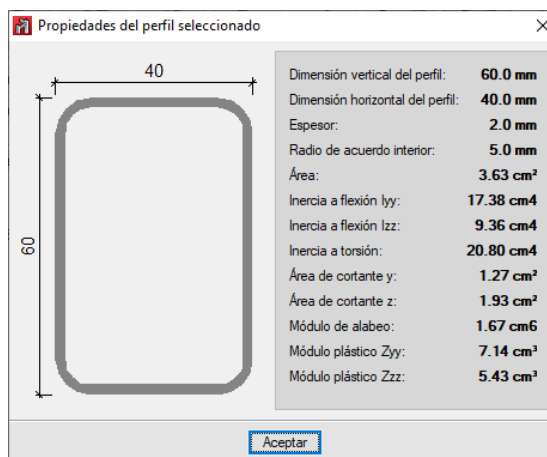 Propiedades del perfil seleccionado
40
60
Dimensión vertical del perfil: 60.0 mm
Dimensión horizontal del perfil: 40.0 mm
Espesor: 2.0 mm
Radio de acuerdo interior: 5.0 mm
Área: 3.63 cm²
Inercia a flexión Iyy: 17.38 cm4
Inercia a flexión Izz: 9.36 cm4
Inercia a torsión: 20.80 cm4
Área de cortante y: 1.27 cm²
Área de cortante z: 1.93 cm²
Módulo de alabeo: 1.67 cm6
Módulo plástico Zyy: 7.14 cm³
Módulo plástico Zzz: 5.43 cm³
Aceptar